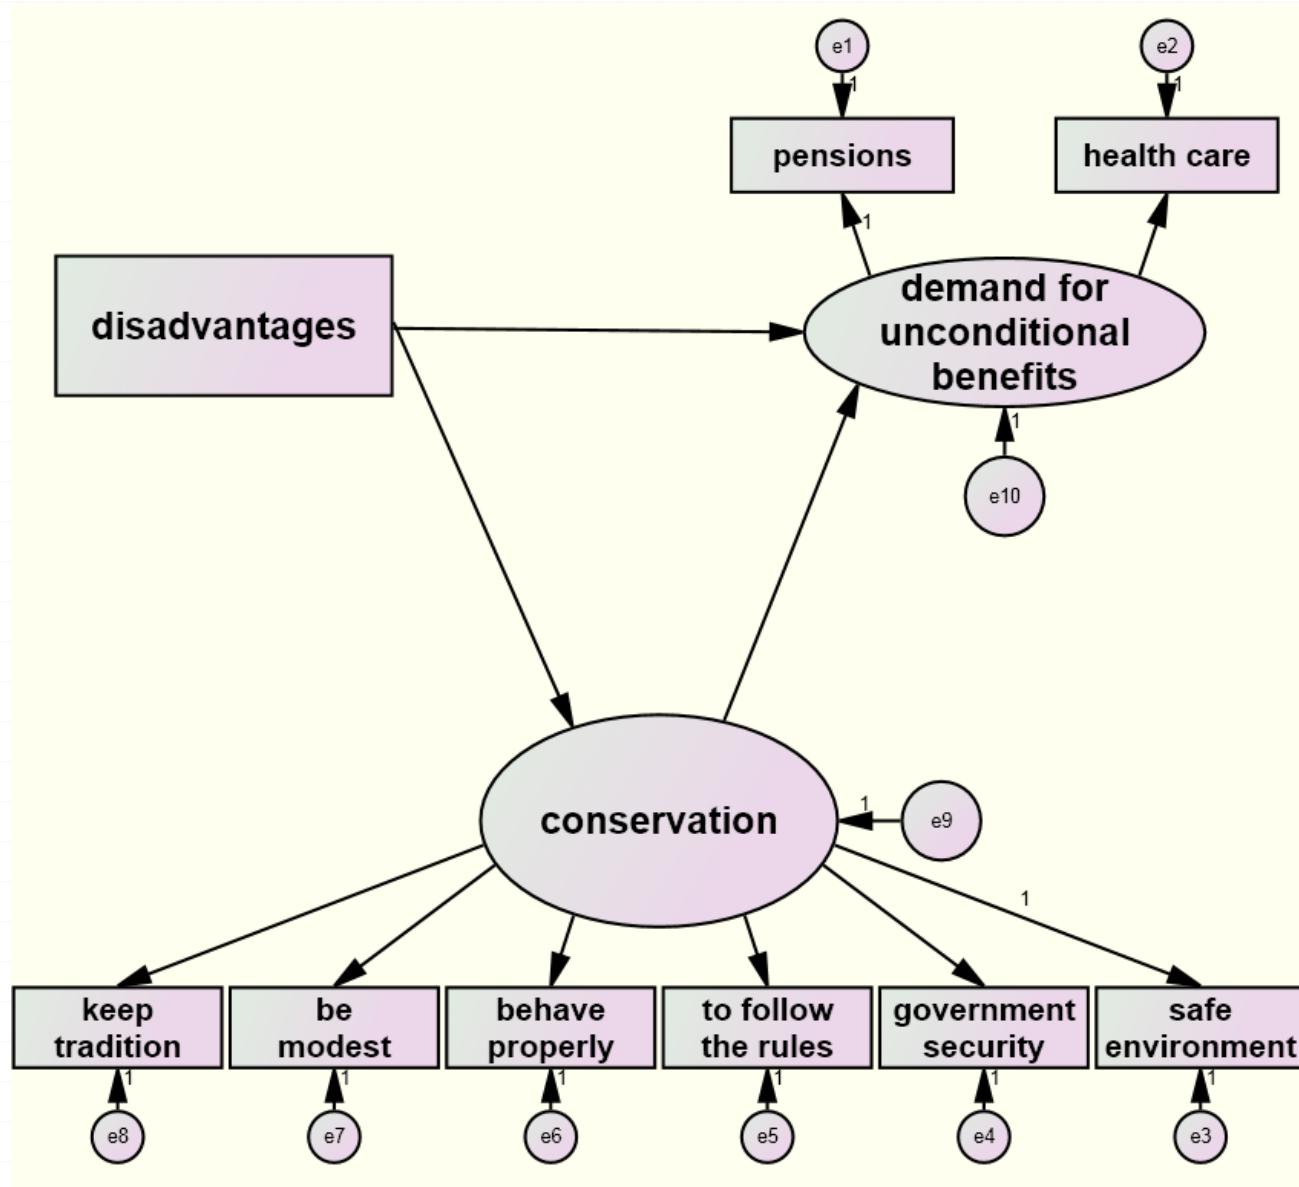 e1
e2
1
1
pensions
health care
1
disadvantages
demand for
unconditional
benefits
1
e10
conservation
1
e9
1
keep
tradition
be
modest
behave
properly
to follow
the rules
government
security
safe
environment
1
1
1
1
1
1
e8
e7
e6
e5
e4
e3